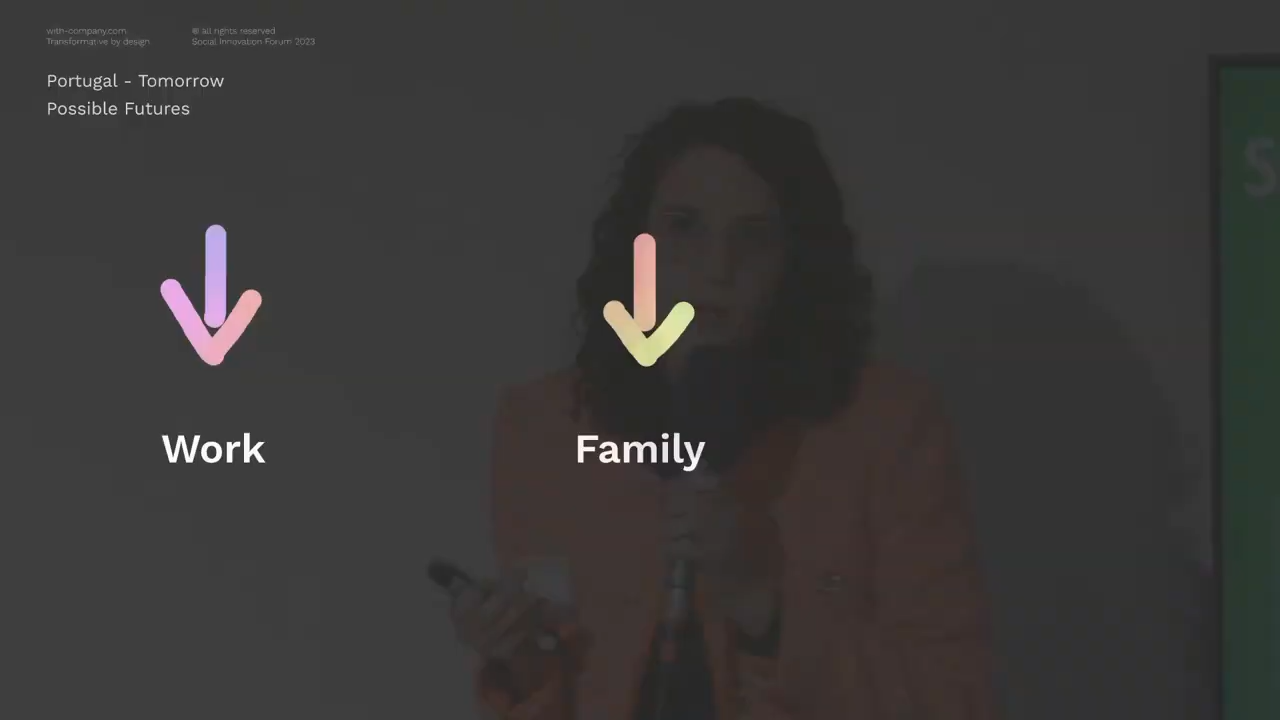 with-company.com
Transformative by design
® all rights reserved
Social Innovation Forum 2023
Portugal - Tomorrow
Possible Futures
Work
Family
S